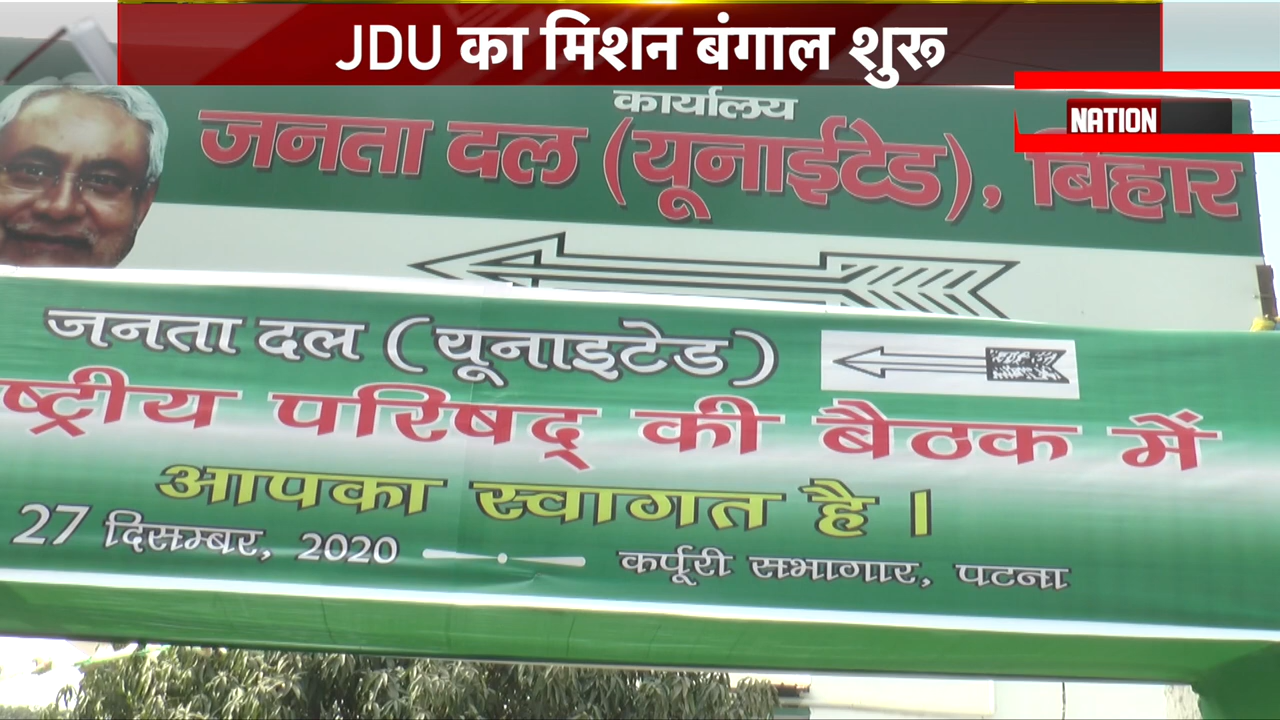 JDU का मिशन बंगाल शुरू
NATION
कार्यालय
जनता दल (यूनाईटेड), बिहार
जनता दल (यूनाइटेड)
परिषद् की बैठक में
आपका स्वागत है।
27 दिसम्बर, 2020 कर्पूरी सभागार, पटना